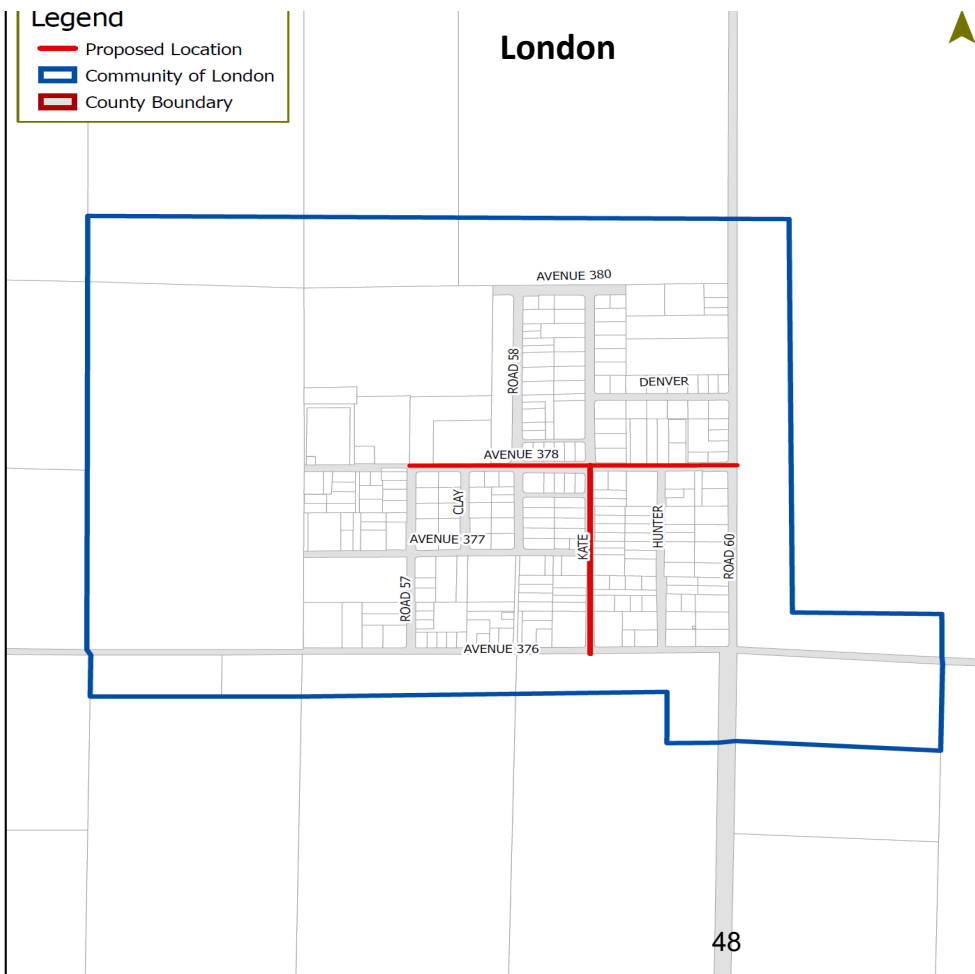 Legend
Proposed Location
Community of London
County Boundary
London
AVENUE 380
ROAD 58
DENVER
AVENUE 378
CLAY
AVENUE 377
KATE
HUNTER
ROAD 60
ROAD 57
AVENUE 376
48